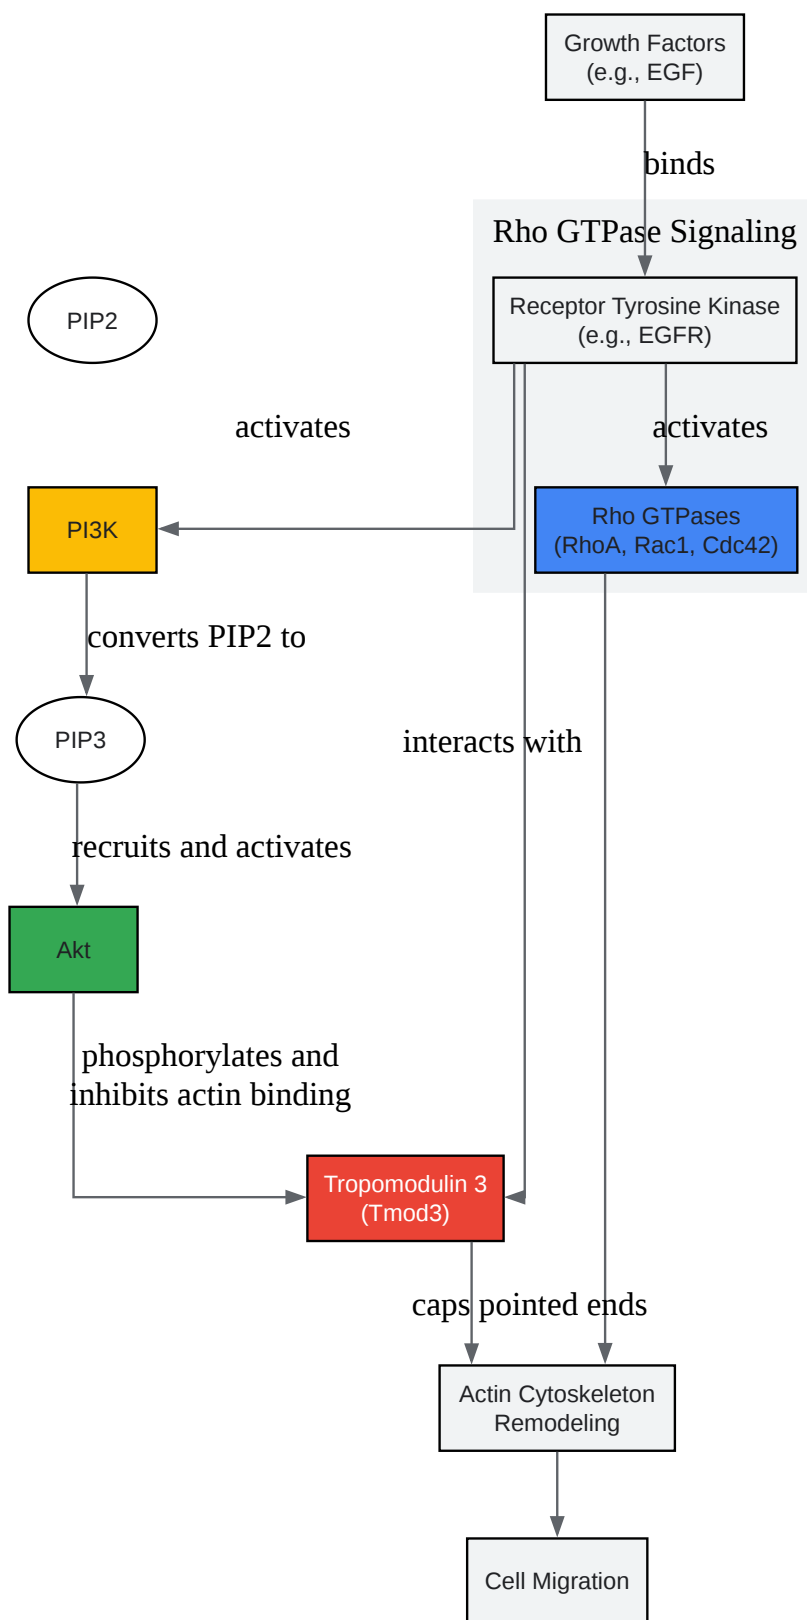 Growth Factors
(e.g., EGF)
binds
Rho GTPase Signaling
PIP2
Receptor Tyrosine Kinase
(e.g., EGFR)
activates
activates
PI3K
Rho GTPases
(RhoA, Rac1, Cdc42)
converts PIP2 to
PIP3
interacts with
recruits and activates
Akt
phosphorylates and
inhibits actin binding
Tropomodulin 3
(Tmod3)
caps pointed ends
Actin Cytoskeleton
Remodeling
Cell Migration